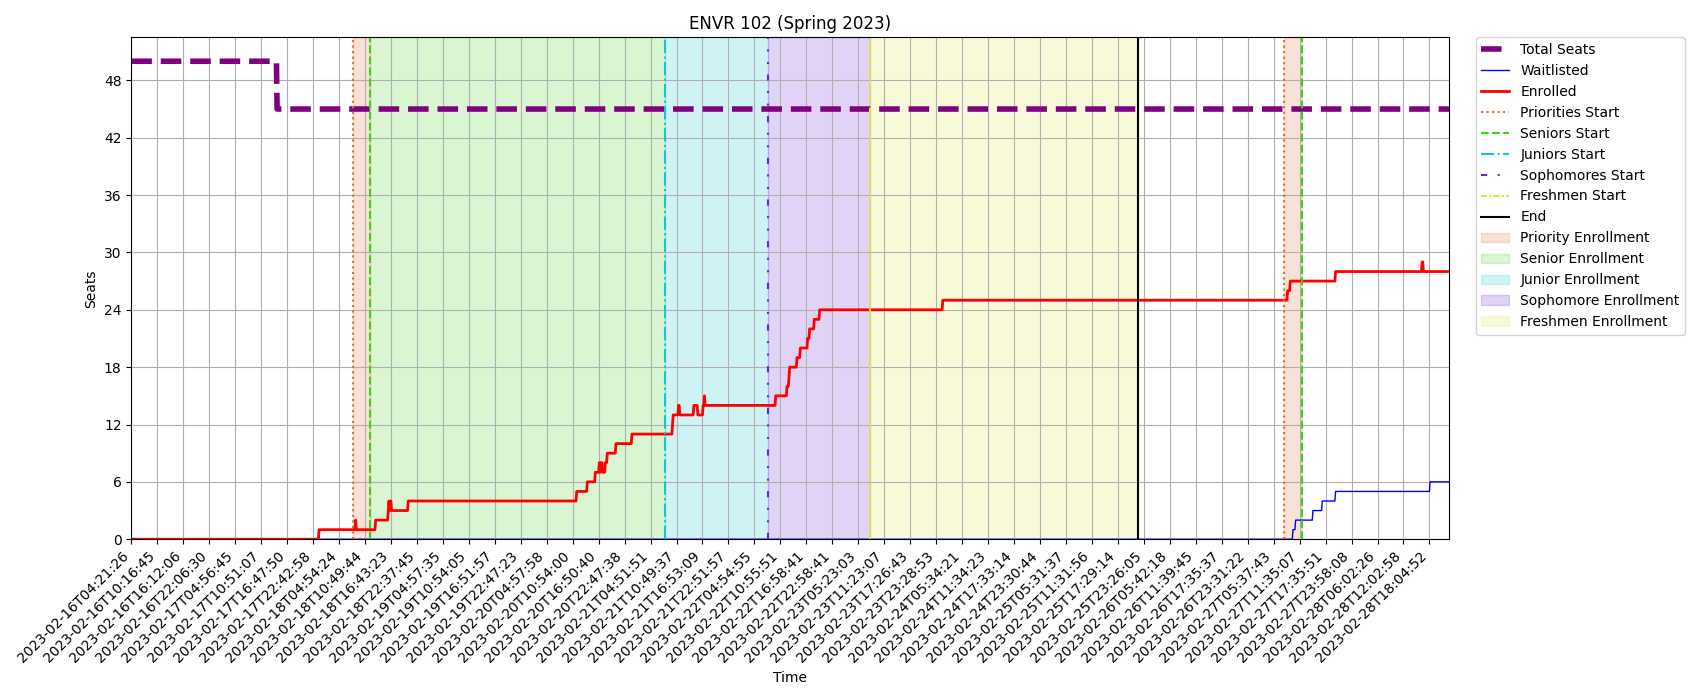 ENVR 102 (Spring 2023)
Seats
48
42
36
30
24
18
12
6
0
2023-02-16T04:21:26
2023-02-16T10:16:45
2023-02-16T16:12:06
2023-02-16T22:06:30
2023-02-17T04:56:45
2023-02-17T10:51:07
2023-02-17T16:47:50
2023-02-17T22:42:58
2023-02-18T04:54:24
2023-02-18T10:49:44
2023-02-18T16:43:23
2023-02-18T22:37:45
2023-02-19T04:57:35
2023-02-19T10:54:05
2023-02-19T16:51:57
2023-02-19T22:47:23
2023-02-20T04:57:58
2023-02-20T10:54:00
2023-02-20T16:50:40
2023-02-20T22:47:38
2023-02-21T04:51:51
2023-02-21T10:49:37
2023-02-21T16:53:09
2023-02-21T22:51:57
2023-02-22T04:54:55
2023-02-22T10:55:51
2023-02-22T16:58:41
2023-02-22T22:58:41
2023-02-23T05:23:03
2023-02-23T11:23:07
2023-02-23T17:26:43
2023-02-23T23:28:53
2023-02-24T05:34:21
2023-02-24T11:34:23
2023-02-24T17:33:14
2023-02-24T23:30:44
2023-02-25T05:31:37
2023-02-25T11:31:56
2023-02-25T17:29:14
2023-02-25T23:26:05
2023-02-26T05:42:18
2023-02-26T11:39:45
2023-02-26T17:35:37
2023-02-26T23:31:22
2023-02-27T05:37:43
2023-02-27T11:35:07
2023-02-27T17:35:51
2023-02-27T23:58:08
2023-02-28T06:02:26
2023-02-28T12:02:58
2023-02-28T18:04:52
Time
Total Seats
Waitlisted
Enrolled
Priorities Start
Seniors Start
Juniors Start
Sophomores Start
Freshmen Start
End
Priority Enrollment
Senior Enrollment
Junior Enrollment
Sophomore Enrollment
Freshmen Enrollment